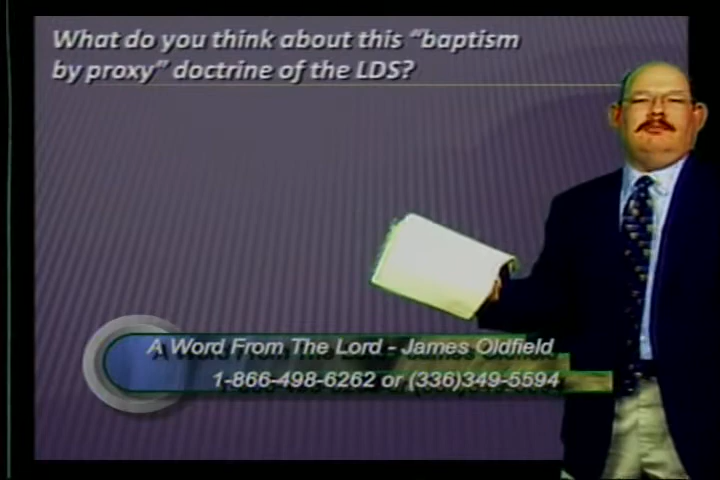 What do you think about this “baptism
by proxy” doctrine of the LDS?
A Word From The Lord - James Oldfield
1-866-498-6262 or (336)349-5594